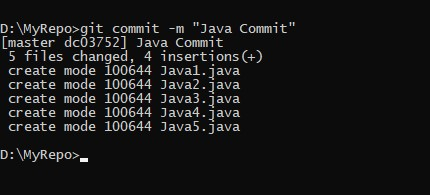 D:\MyRepo>git commit -m "Java Commit"
[master dc03752] Java Commit
 5 files changed, 4 insertions(+)
 create mode 100644 Java1.java
 create mode 100644 Java2.java
 create mode 100644 Java3.java
 create mode 100644 Java4.java
 create mode 100644 Java5.java
D:\MyRepo>